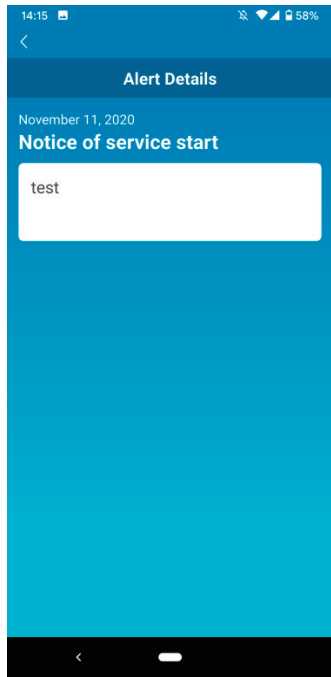 14:15 58%
Alert Details
November 11, 2020
Notice of service start
test